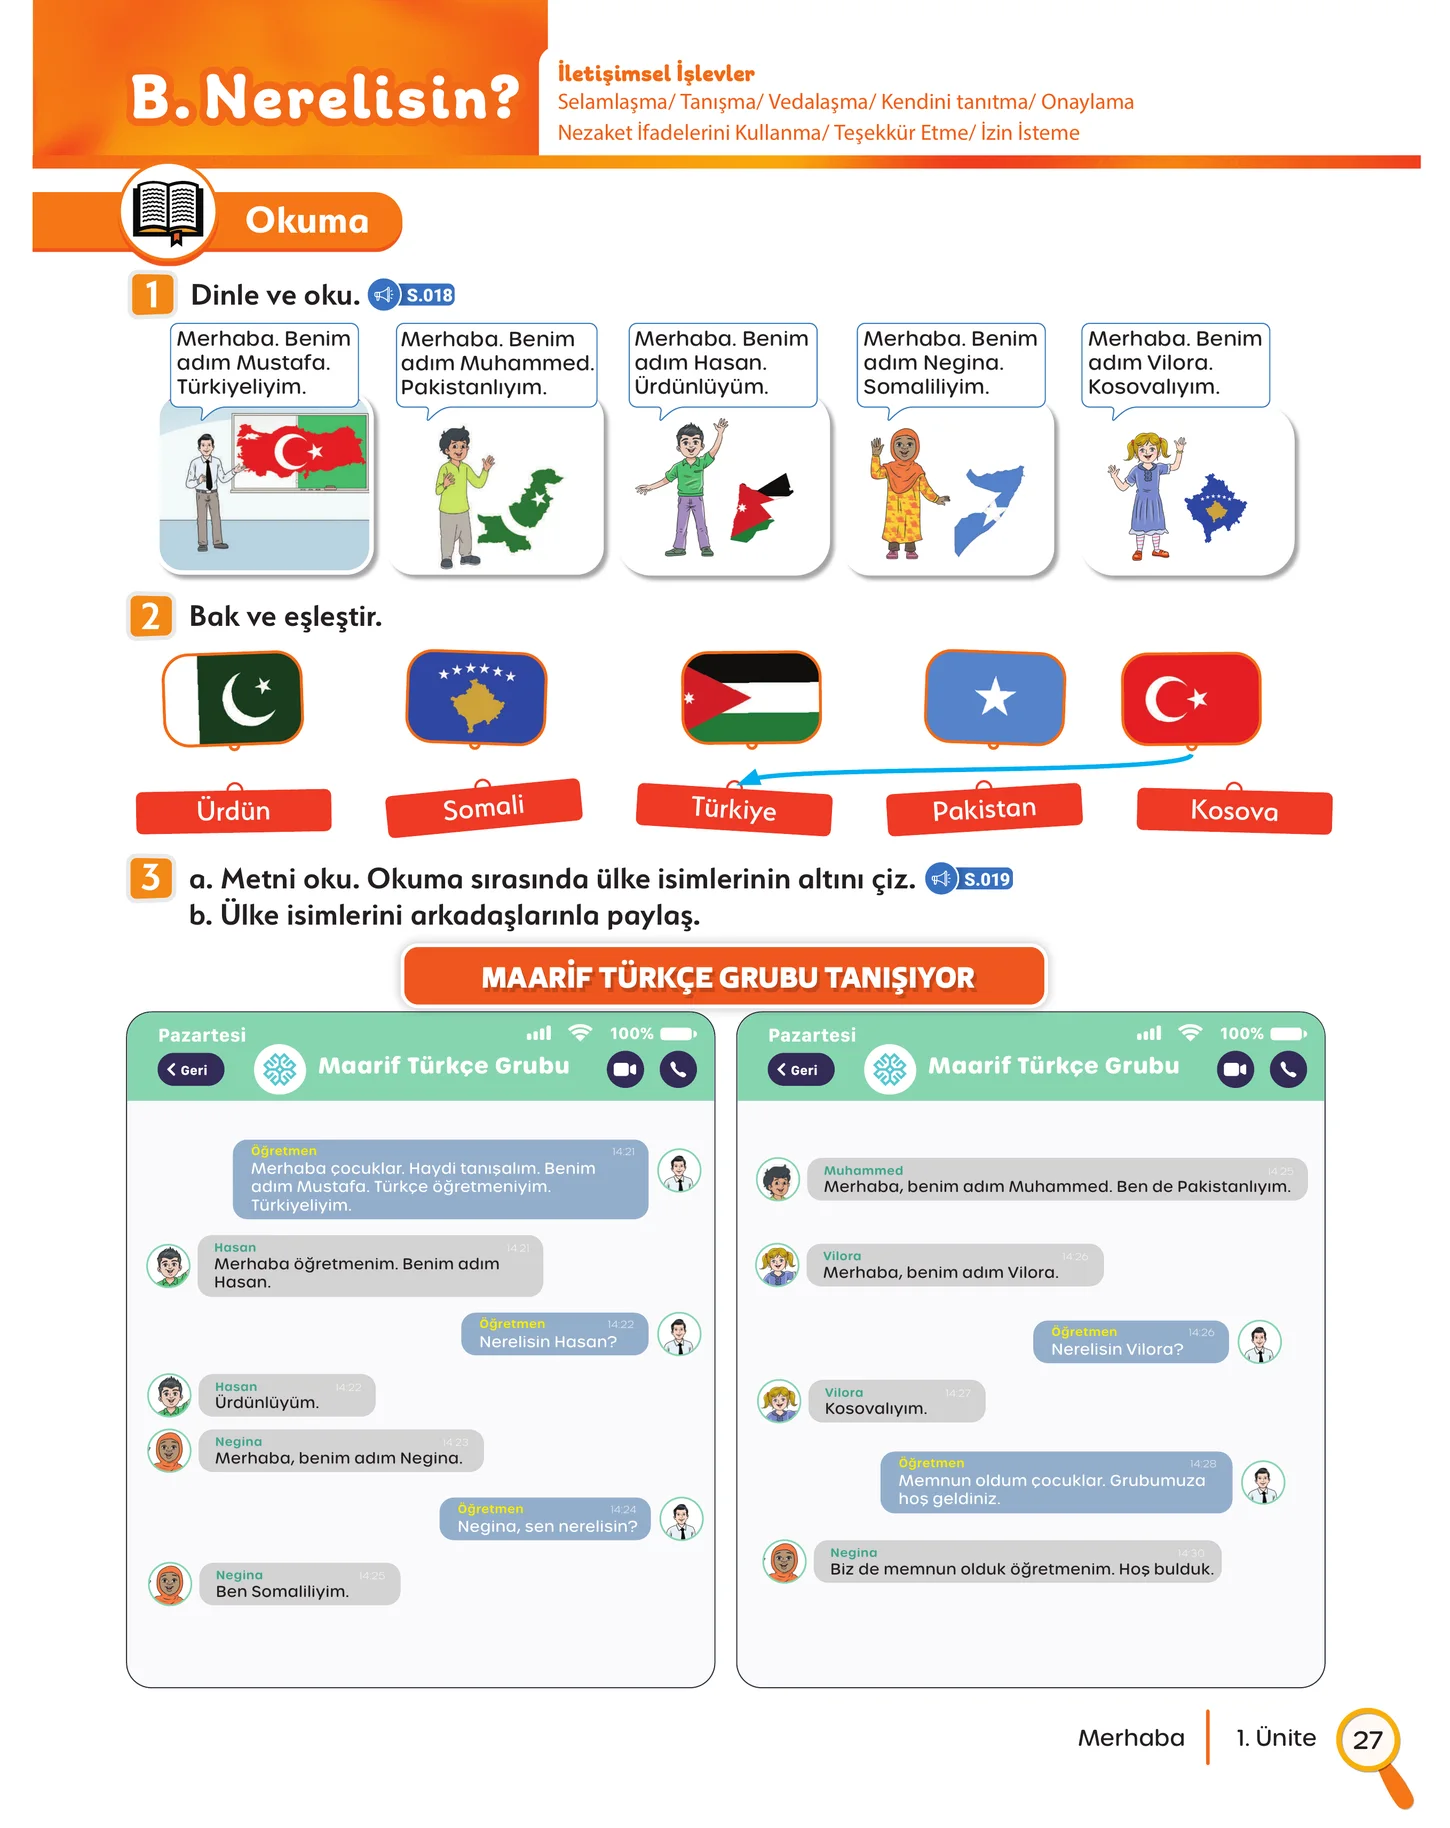 B. Nerelisin?
İletişimsel İşlevler
Selamlaşma/ Tanışma/ Vedalaşma/ Kendini tanıtma/ Onaylama
Nezaket İfadelerini Kullanma/ Teşekkür Etme/ İzin İsteme
Okuma
1 Dinle ve oku. S.018
Merhaba. Benim
adım Mustafa.
Türkiyeliyim.
Merhaba. Benim
adım Muhammed.
Pakistanlıyım.
Merhaba. Benim
adım Hasan.
Ürdünlüyüm.
Merhaba. Benim
adım Negina.
Somaliliyim.
Merhaba. Benim
adım Vilora.
Kosovalıyım.
2 Bak ve eşleştir.
Ürdün
Somali
Türkiye
Pakistan
Kosova
3 a. Metni oku. Okuma sırasında ülke isimlerinin altını çiz. S.019
b. Ülke isimlerini arkadaşlarınla paylaş.
MAARİF TÜRKÇE GRUBU TANIŞIYOR
Pazartesi 100%
Geri Maarif Türkçe Grubu
Öğretmen 14:21
Merhaba çocuklar. Haydi tanışalım. Benim
adım Mustafa. Türkçe öğretmeniyim.
Türkiyeliyim.
Hasan 14:21
Merhaba öğretmenim. Benim adım
Hasan.
Öğretmen 14:22
Nerelisin Hasan?
Hasan 14:22
Ürdünlüyüm.
Negina 14:23
Merhaba, benim adım Negina.
Öğretmen 14:24
Negina, sen nerelisin?
Negina 14:25
Ben Somaliliyim.
Pazartesi 100%
Geri Maarif Türkçe Grubu
Muhammed 14:25
Merhaba, benim adım Muhammed. Ben de Pakistanlıyım.
Vilora 14:26
Merhaba, benim adım Vilora.
Öğretmen 14:26
Nerelisin Vilora?
Vilora 14:27
Kosovalıyım.
Öğretmen 14:28
Memnun oldum çocuklar. Grubumuza
hoş geldiniz.
Negina 14:30
Biz de memnun olduk öğretmenim. Hoş bulduk.
Merhaba 1. Ünite 27